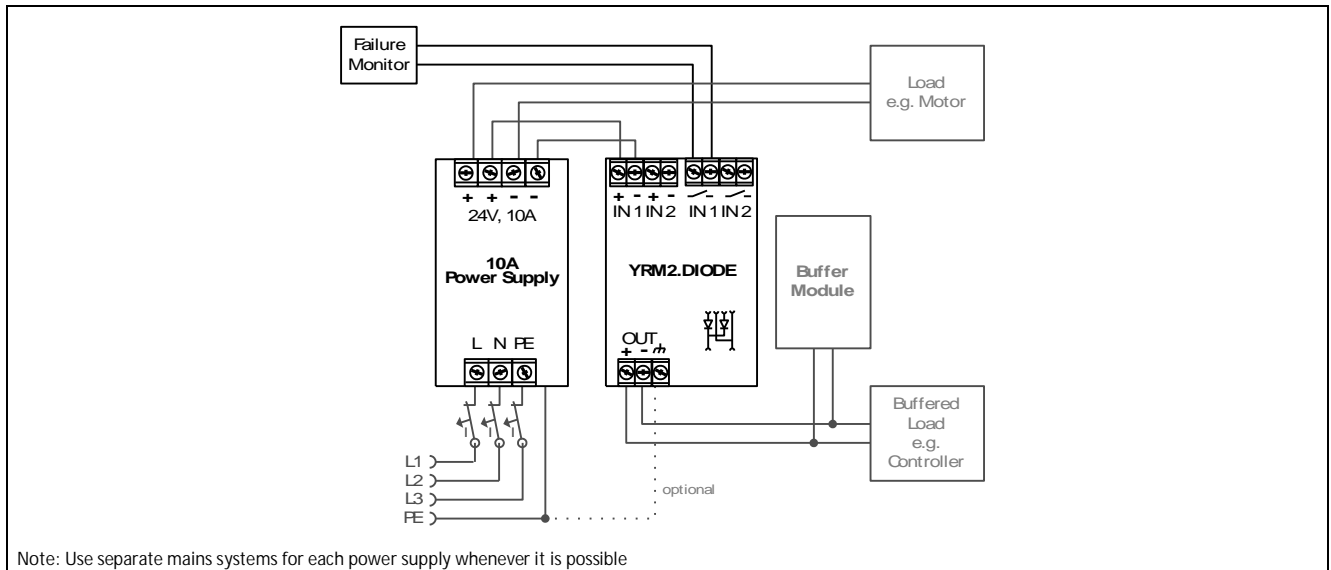 Failure
Monitor
Load
e.g. Motor
+ + - -
24V, 10A
10A
Power Supply
L N PE
+ - + -
IN 1 IN 2 IN 1 IN 2
YRM2.DIODE
OUT
+ -
Buffer
Module
Buffered
Load
e.g.
Controller
L1
L2
L3
PE
optional
Note: Use separate mains systems for each power supply whenever it is possible